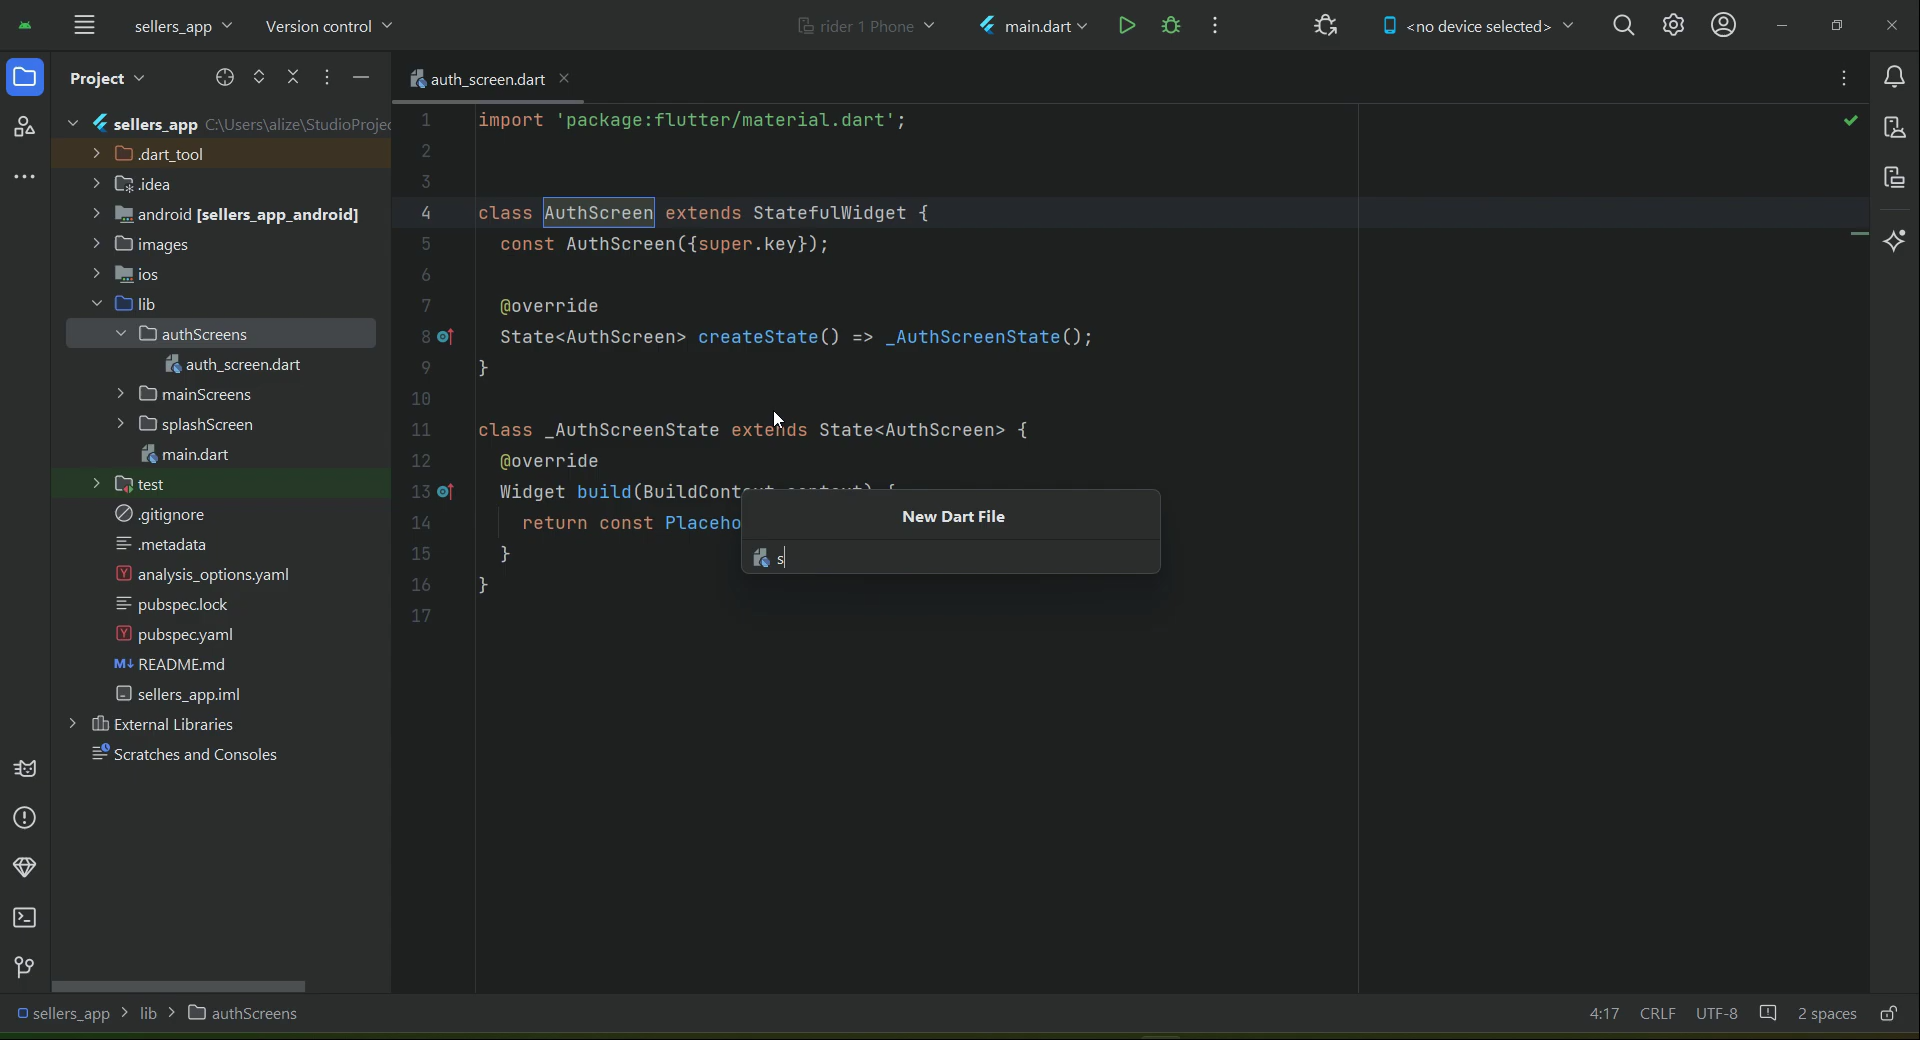 sellers_app
Version control
rider 1 Phone
main.dart
<no device selected>
Project
auth_screen.dart
sellers_app C:\Users\alize\StudioProjec
.dart_tool
.idea
android [sellers_app_android]
images
ios
lib
authScreens
auth_screen.dart
mainScreens
splashScreen
main.dart
test
.gitignore
.metadata
analysis_options.yaml
pubspec.lock
pubspec.yaml
README.md
sellers_app.iml
External Libraries
Scratches and Consoles
1 import 'package:flutter/material.dart';
2
3
4 class AuthScreen extends StatefulWidget {
5 const AuthScreen({super.key});
6
7 @override
8 State<AuthScreen> createState() => _AuthScreenState();
9 }
10
11 class _AuthScreenState extends State<AuthScreen> {
12 @override
13 Widget build(BuildContext context) {
14 return const Placeho
15 }
16 }
17
New Dart File
s
sellers_app > lib > authScreens
4:17 CRLF UTF-8 2 spaces